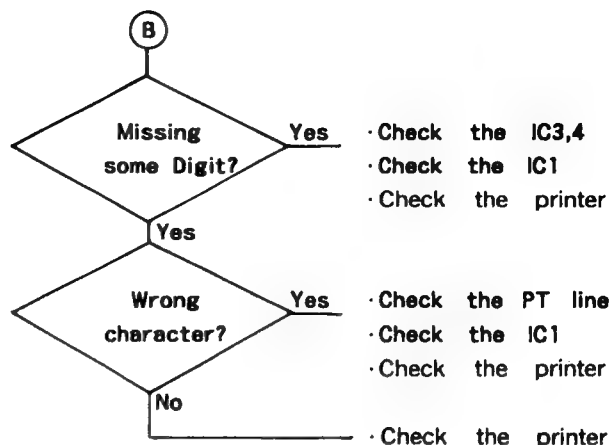 B
Missing
some Digit?
Yes
·Check the IC3,4
·Check the IC1
·Check the printer
Yes
Wrong
character?
Yes
·Check the PT line
·Check the IC1
·Check the printer
No
·Check the printer